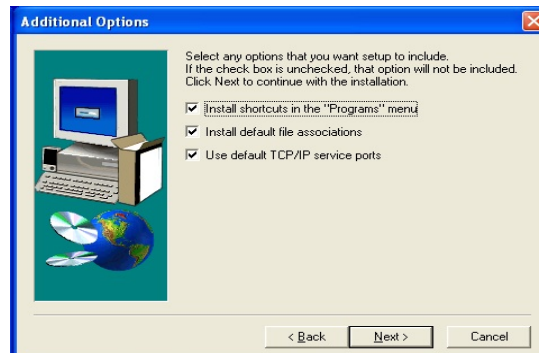 Additional Options
Select any options that you want setup to include.
If the check box is unchecked, that option will not be included.
Click Next to continue with the installation.
Install shortcuts in the "Programs" menu
Install default file associations
Use default TCP/IP service ports
< Back Next > Cancel